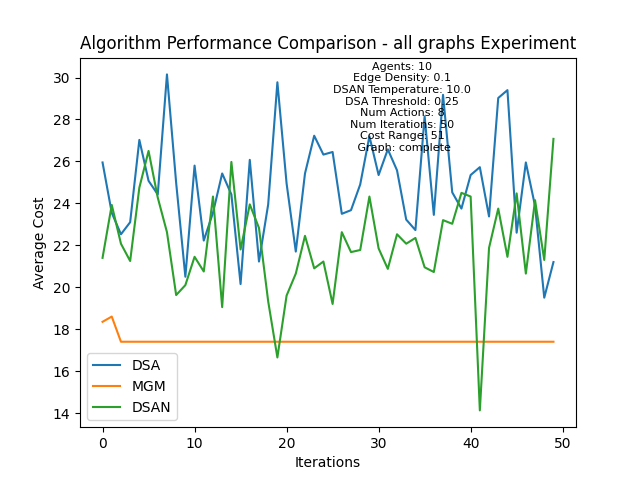 Algorithm Performance Comparison - all graphs Experiment
Agents: 10
Edge Density: 0.1
DSAN Temperature: 10.0
DSA Threshold: 0.25
Num Actions: 8
Num Iterations: 50
Cost Range: 51
Graph: complete
30
28
26
24
22
20
18
16
14
Average Cost
DSA
MGM
DSAN
0
10
20
30
40
50
Iterations